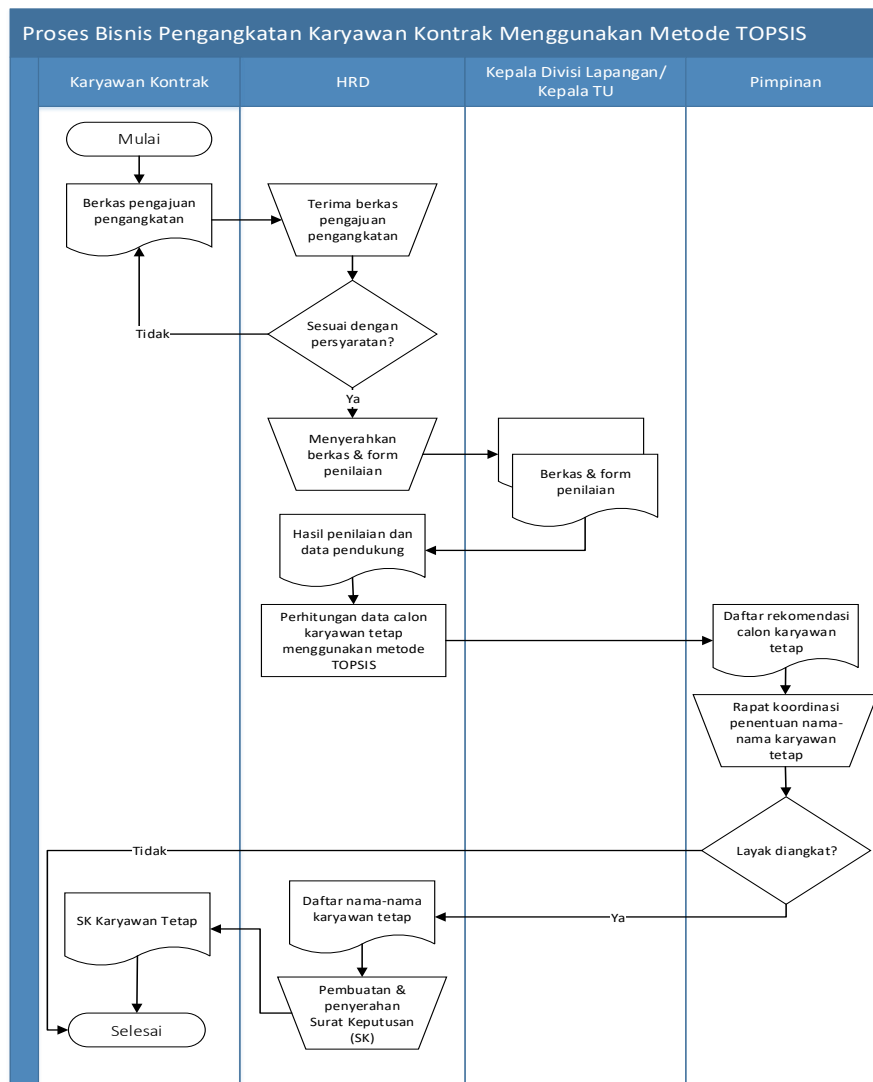 Proses Bisnis Pengangkatan Karyawan Kontrak Menggunakan Metode TOPSIS
Karyawan Kontrak
HRD
Kepala Divisi Lapangan/
Kepala TU
Pimpinan
Mulai
Berkas pengajuan
pengangkatan
Terima berkas
pengajuan
pengangkatan
Sesuai dengan
persyaratan?
Tidak
Ya
Menyerahkan
berkas & form
penilaian
Berkas & form
penilaian
Hasil penilaian dan
data pendukung
Perhitungan data calon
karyawan tetap
menggunakan metode
TOPSIS
Daftar rekomendasi
calon karyawan
tetap
Rapat koordinasi
penentuan nama-
nama karyawan
tetap
Layak diangkat?
Tidak
Ya
Daftar nama-nama
karyawan tetap
SK Karyawan Tetap
Pembuatan &
penyerahan
Surat Keputusan
(SK)
Selesai